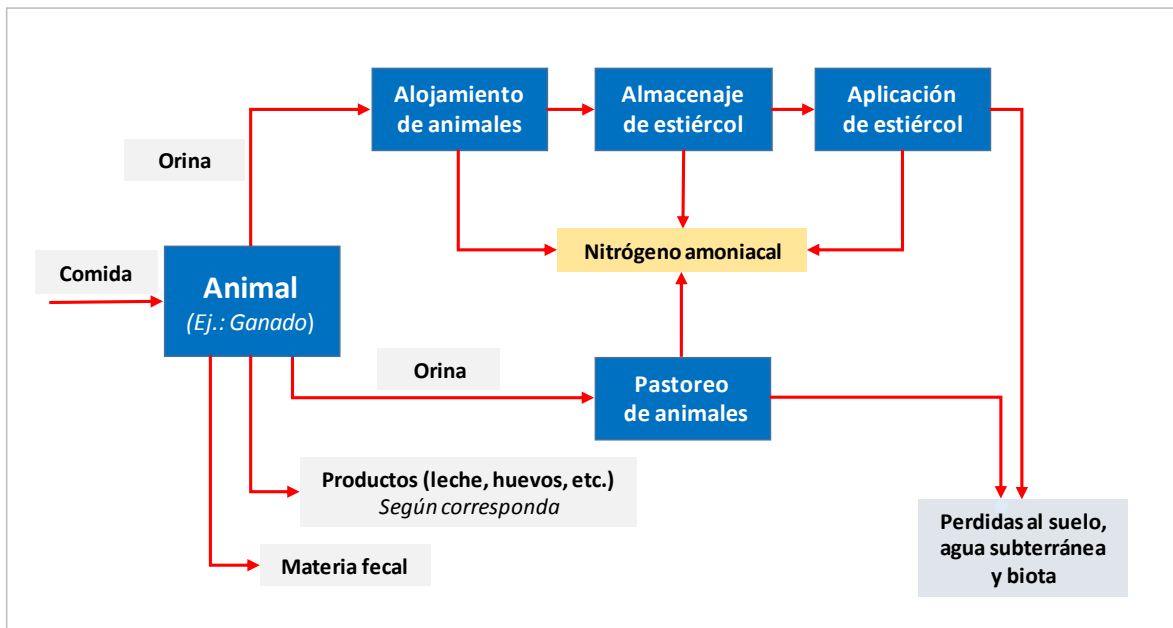 Alojamiento
de animales
Almacenaje
de estiércol
Aplicación
de estiércol
Orina
Nitrógeno amoniacal
Comida
Animal
(Ej.: Ganado)
Orina
Pastoreo
de animales
Productos (leche, huevos, etc.)
Según corresponda
Perdidas al suelo,
agua subterránea
y biota
Materia fecal